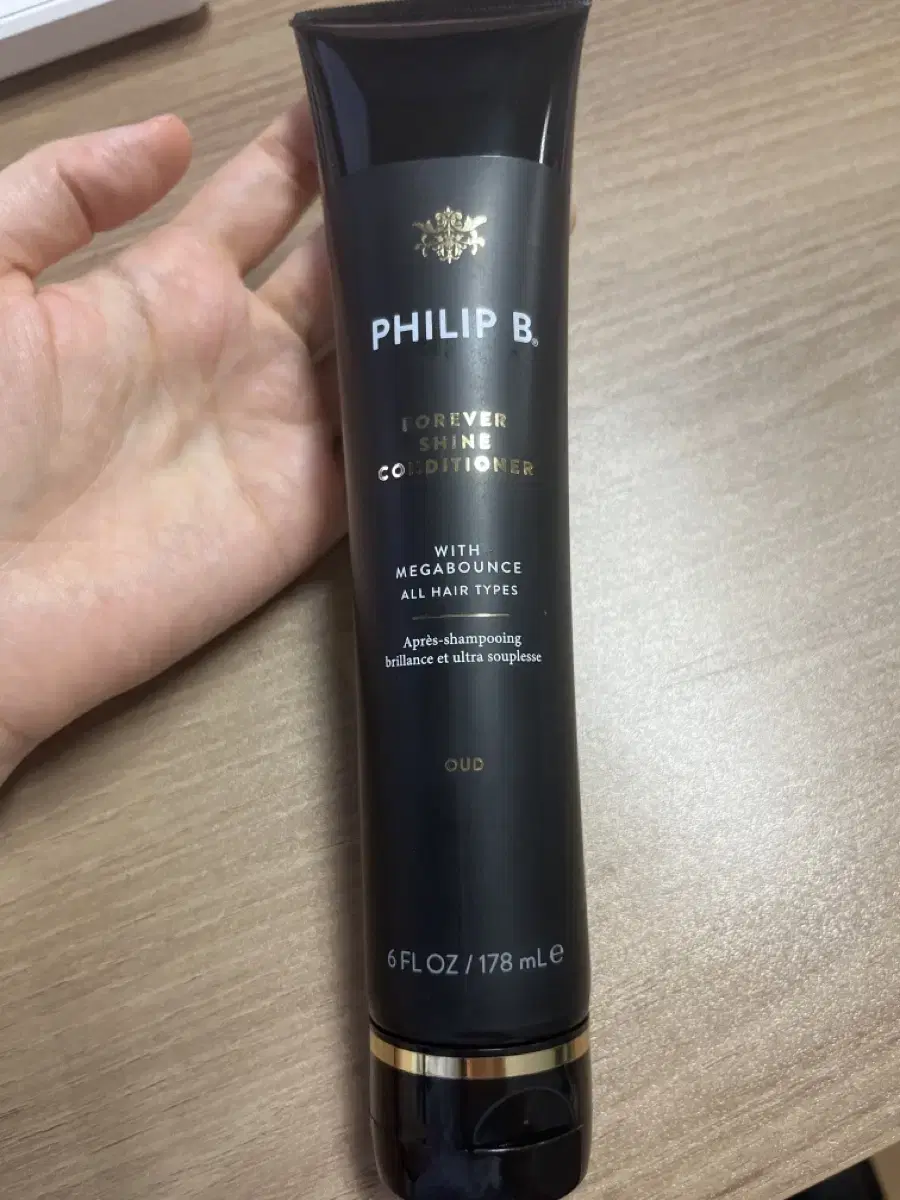 PHILIP B.®
FOREVER
SHINE
CONDITIONER
WITH
MEGABOUNCE
ALL HAIR TYPES
Après-shampooing
brillance et ultra souplesse
OUD
6 FL OZ / 178 mL ℮